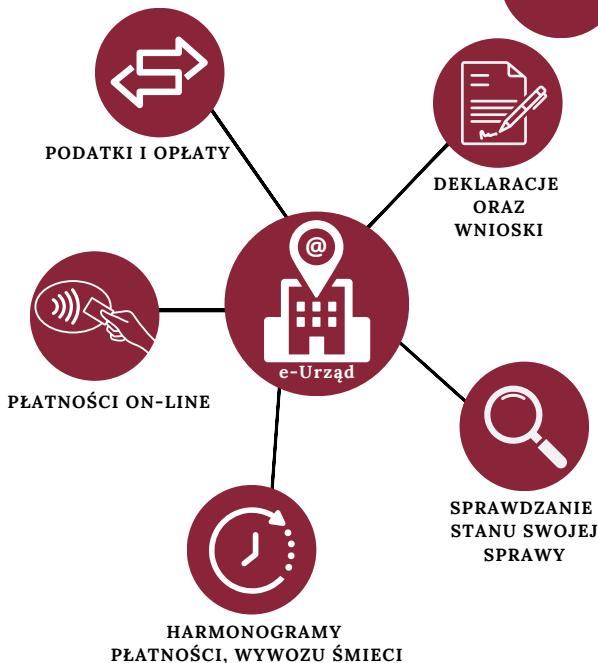 PODATKI I OPŁATY
DEKLARACJE
ORAZ
WNIOSKI
@
e-Urząd
PŁATNOŚCI ON-LINE
SPRAWDZANIE
STANU SWOJEJ
SPRAWY
HARMONOGRAMY
PŁATNOŚCI, WYWOZU ŚMIECI